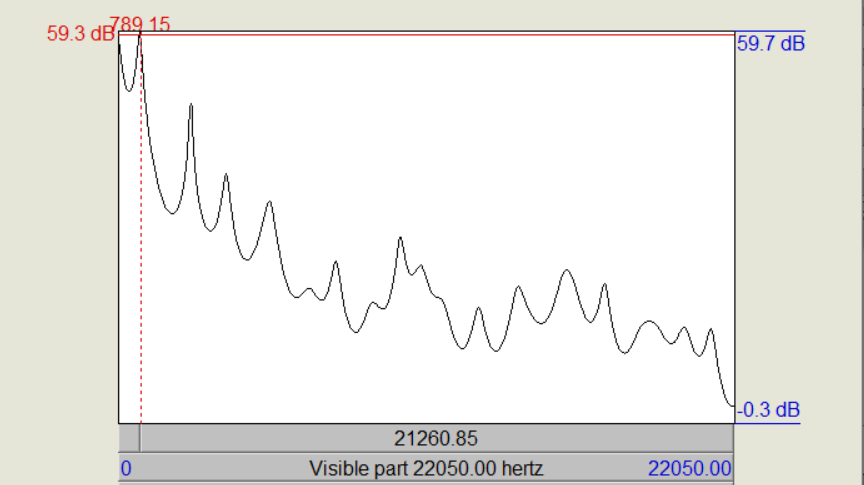 789.15
59.3 dB
59.7 dB
-0.3 dB
21260.85
0 Visible part 22050.00 hertz 22050.00